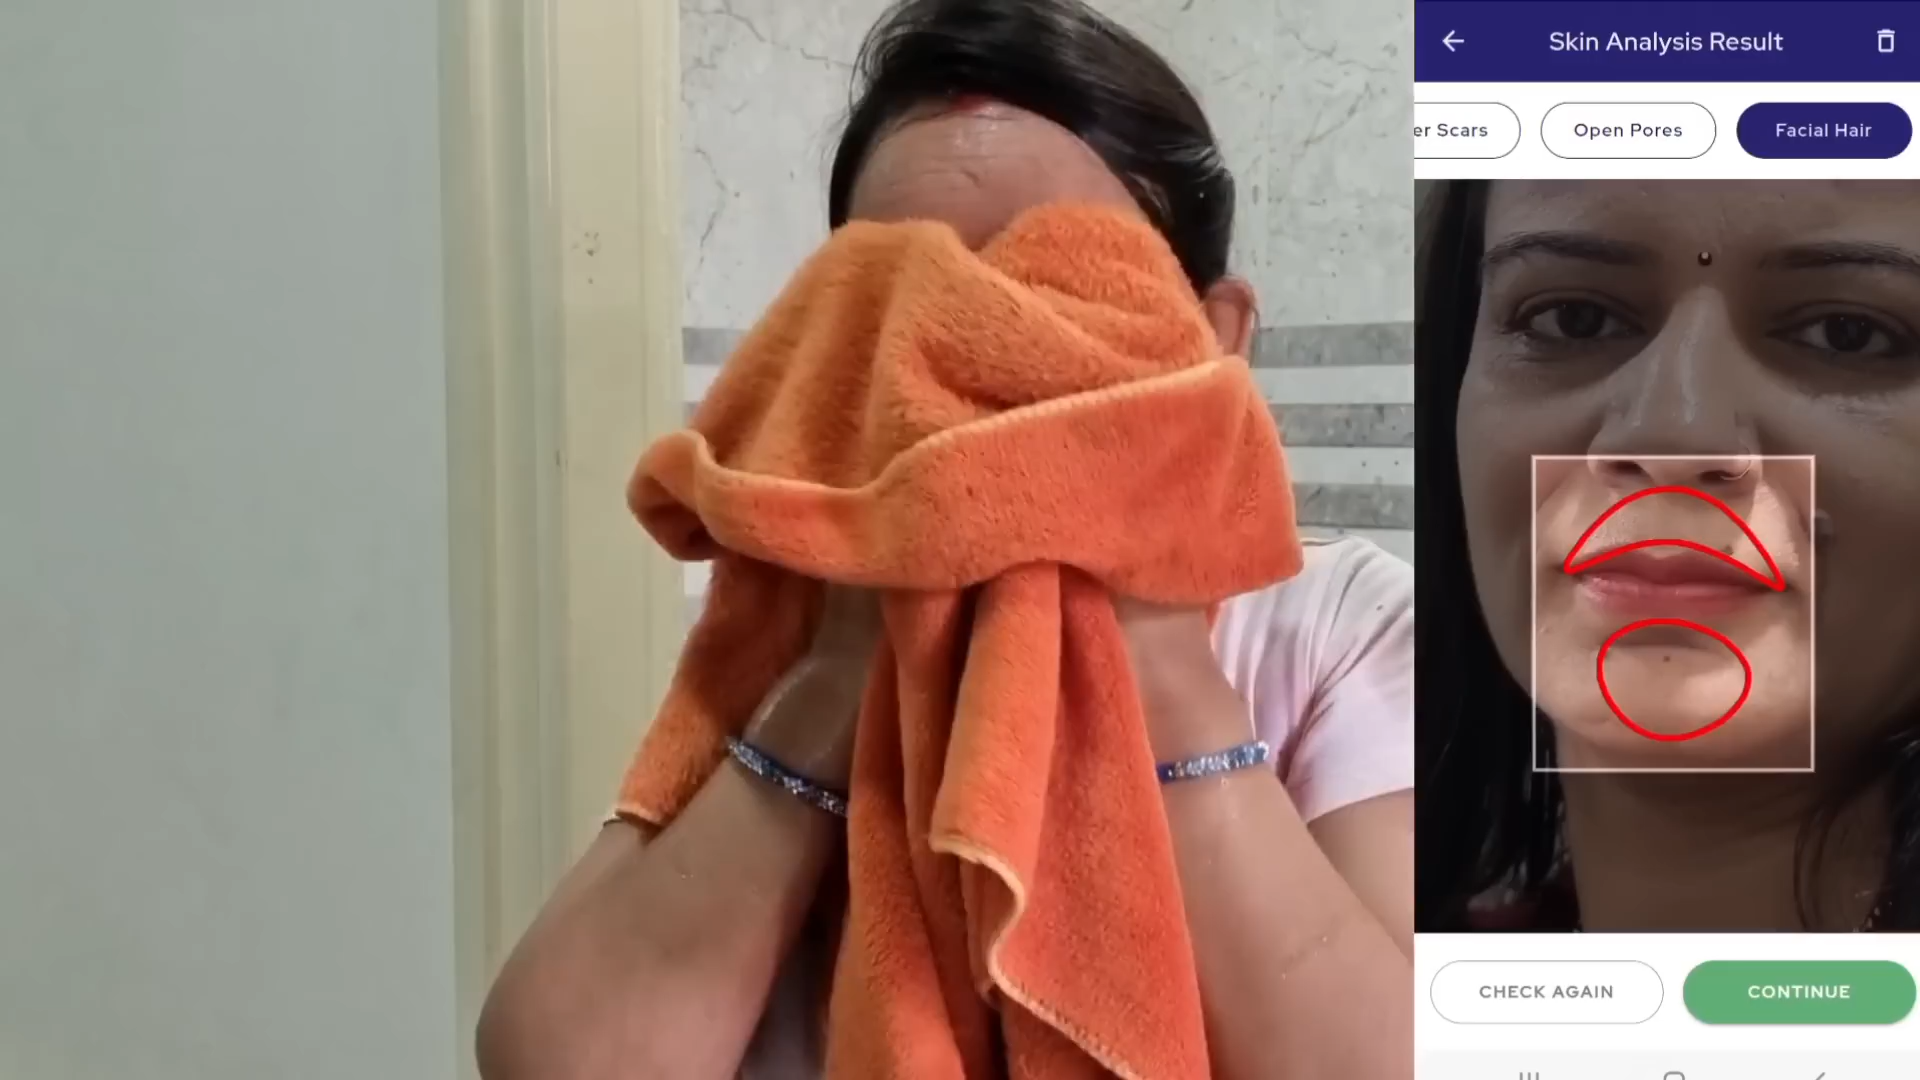 Skin Analysis Result
er Scars
Open Pores
Facial Hair
CHECK AGAIN
CONTINUE